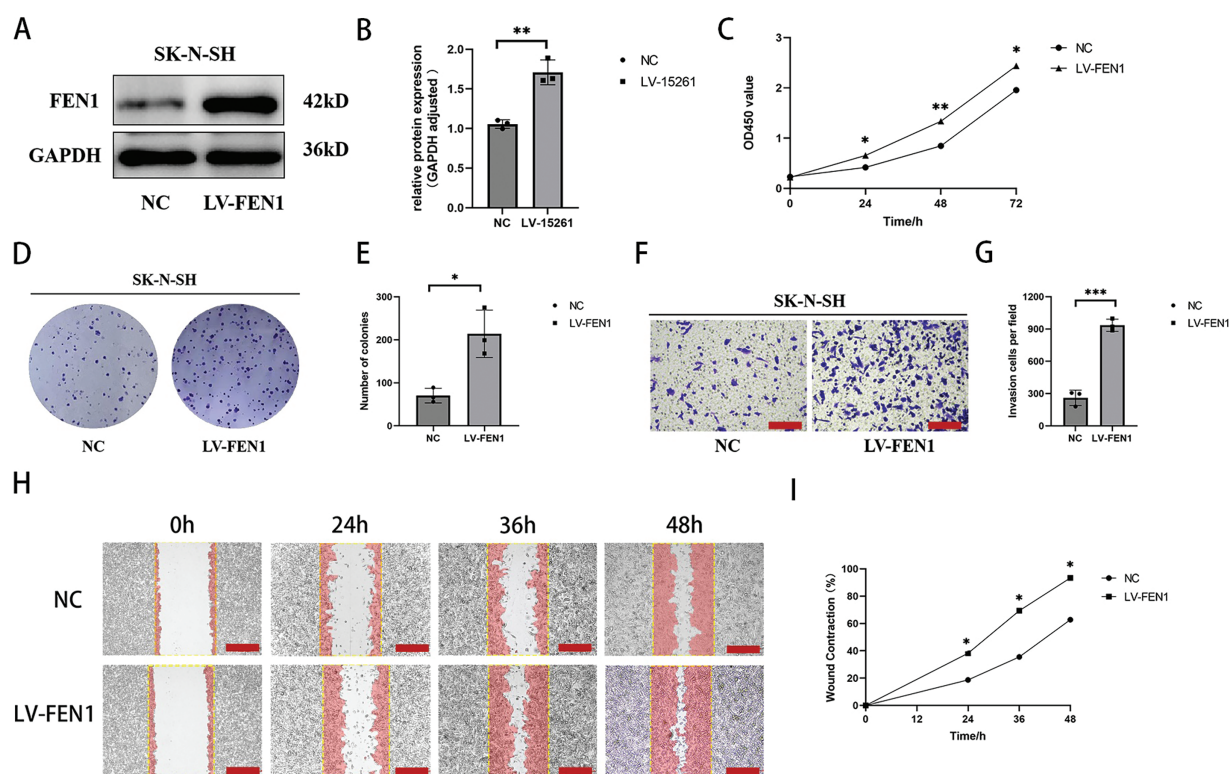 A
SK-N-SH
FEN1
42kD
GAPDH
36kD
NC LV-FEN1
B
relative protein expression
(GAPDH adjusted)
2.0
1.5
1.0
0.5
0.0
**
NC LV-15261
NC
LV-15261
C
OD450 value
3
2
1
0
* ** *
0 24 48 72
Time/h
NC
LV-FEN1
D
SK-N-SH
NC LV-FEN1
E
Number of colonies
300
200
100
0
*
NC LV-FEN1
NC
LV-FEN1
F
SK-N-SH
NC LV-FEN1
G
Invasion cells per field
1200
900
600
300
0
***
NC LV-FEN1
NC
LV-FEN1
H
0h 24h 36h 48h
NC
LV-FEN1
I
Wound Contraction (%)
100
80
60
40
20
0
* * *
0 12 24 36 48
Time/h
NC
LV-FEN1